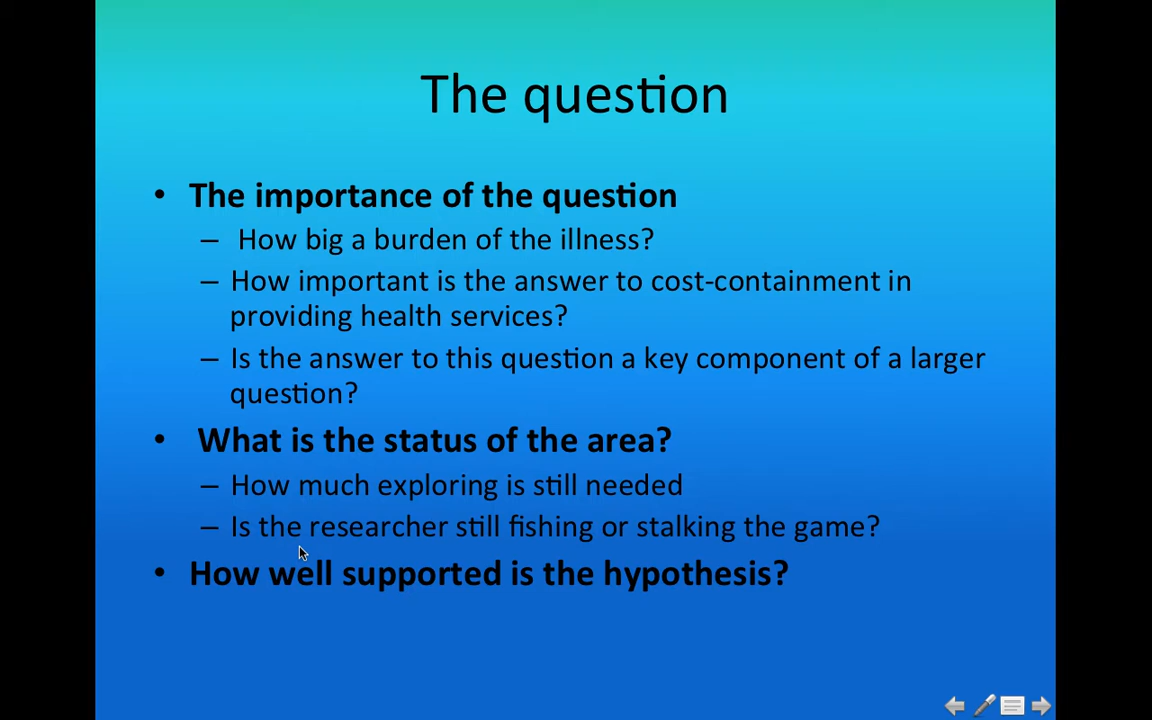 The question
• The importance of the question
– How big a burden of the illness?
– How important is the answer to cost-containment in
providing health services?
– Is the answer to this question a key component of a larger
question?
• What is the status of the area?
– How much exploring is still needed
– Is the researcher still fishing or stalking the game?
• How well supported is the hypothesis?